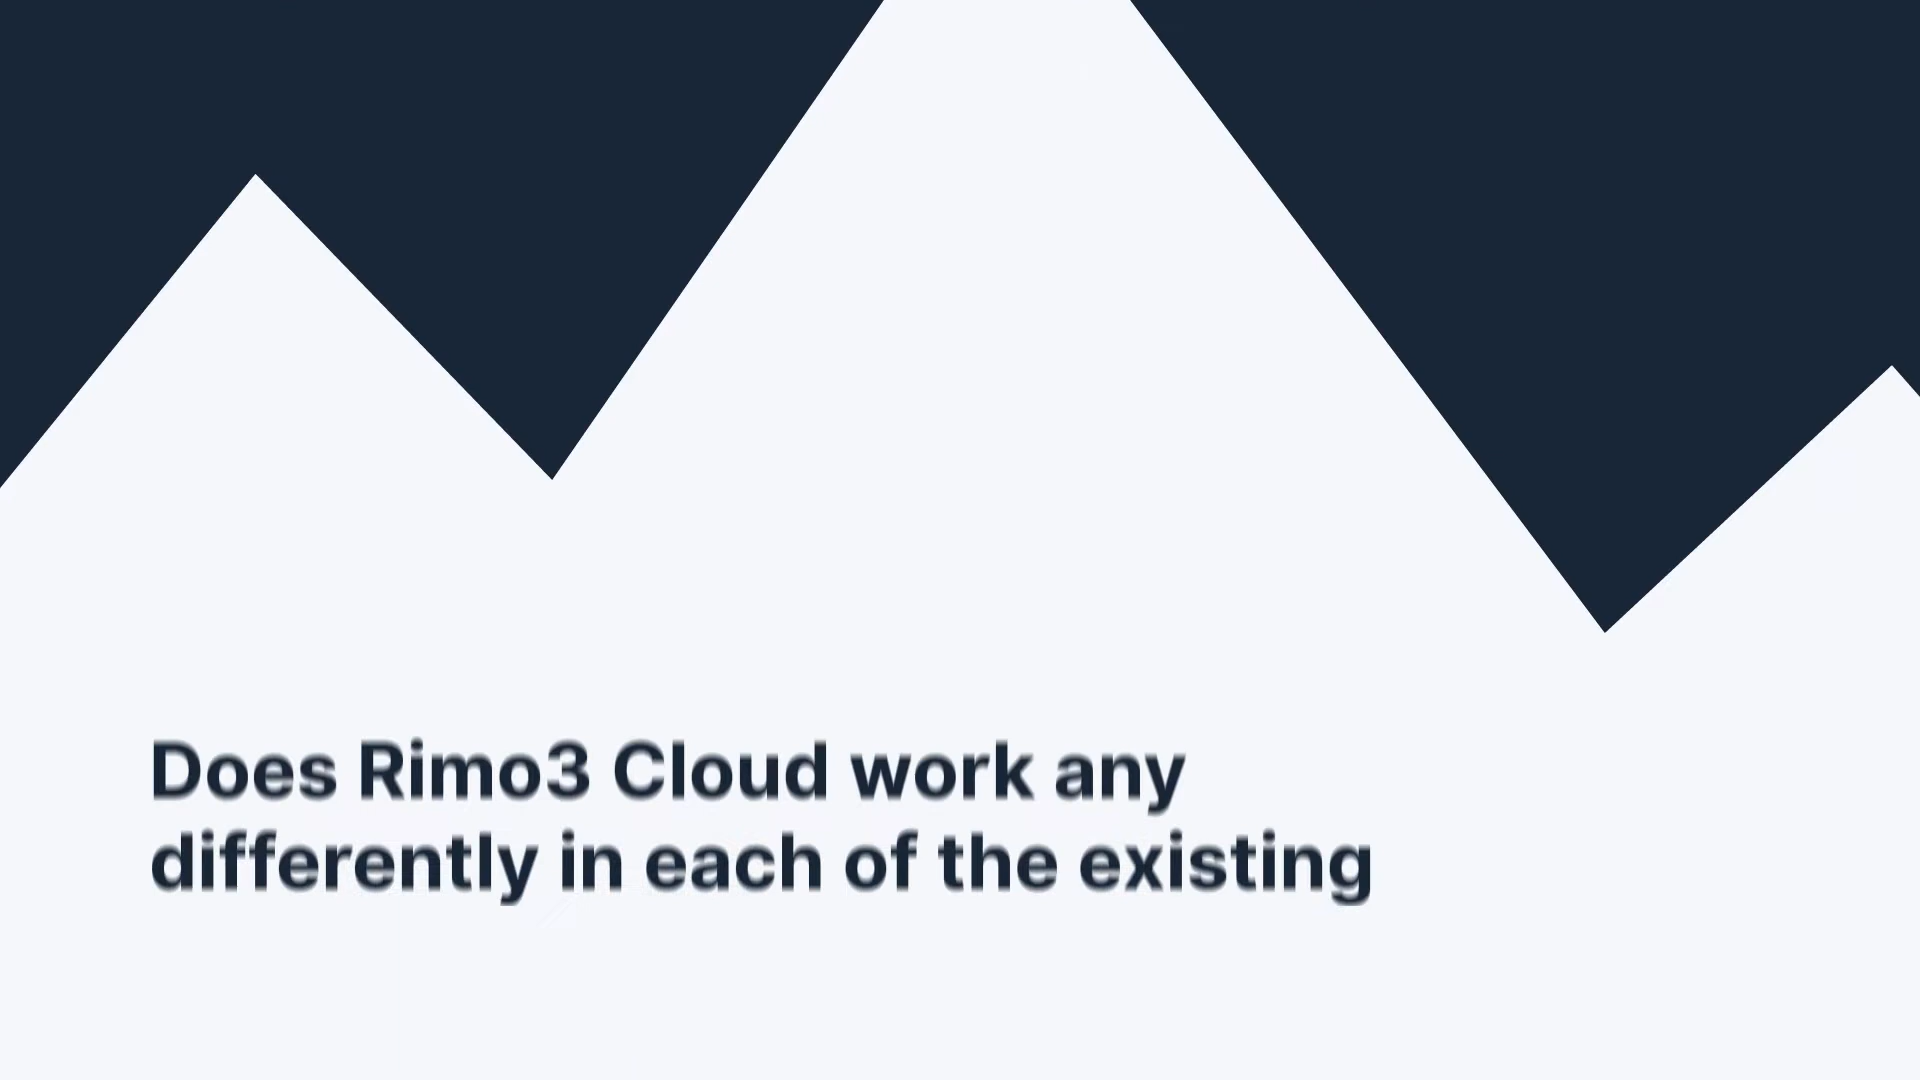 Does Rimo3 Cloud work any
differently in each of the existing